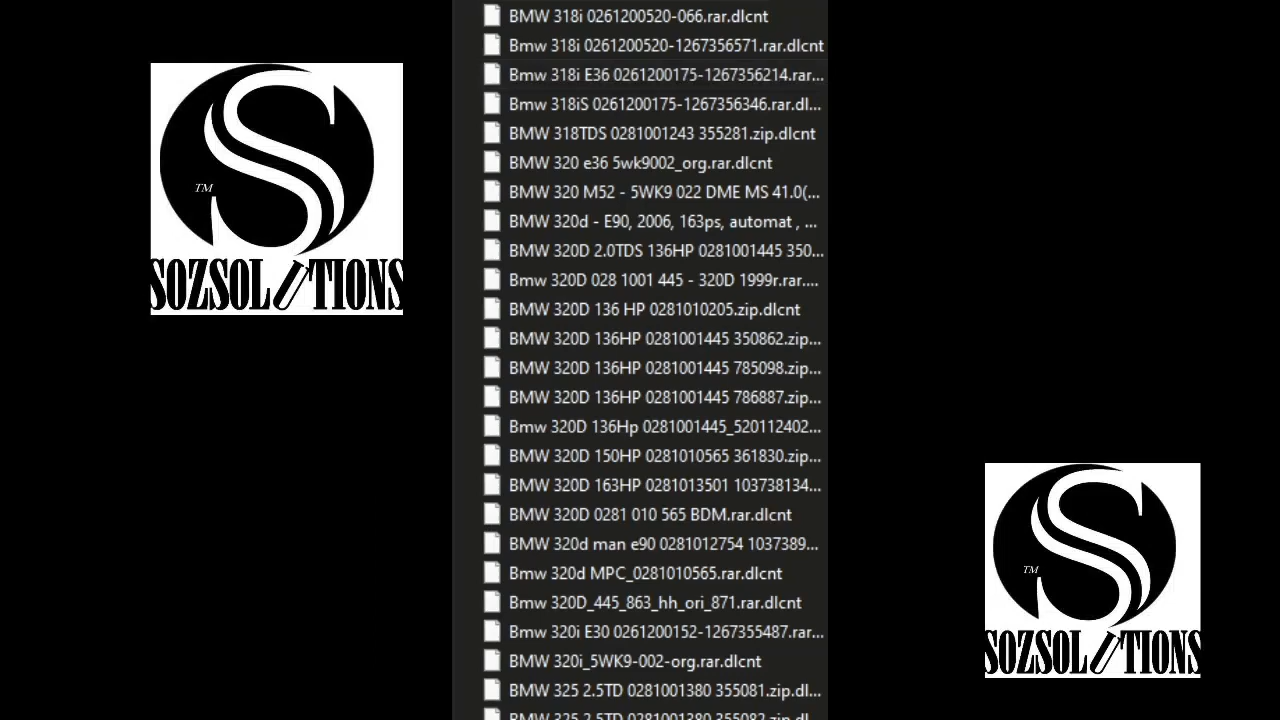 BMW 318i 0261200520-066.rar.dlcnt
Bmw 318i 0261200520-1267356571.rar.dlcnt
Bmw 318i E36 0261200175-1267356214.rar...
Bmw 318iS 0261200175-1267356346.rar.dl...
BMW 318TDS 0281001243 355281.zip.dlcnt
BMW 320 e36 5wk9002_org.rar.dlcnt
BMW 320 M52 - 5WK9 022 DME MS 41.0(...
BMW 320d - E90, 2006, 163ps, automat , ...
BMW 320D 2.0TDS 136HP 0281001445 350...
Bmw 320D 028 1001 445 - 320D 1999r.rar....
BMW 320D 136 HP 0281010205.zip.dlcnt
BMW 320D 136HP 0281001445 350862.zip...
BMW 320D 136HP 0281001445 785098.zip...
BMW 320D 136HP 0281001445 786887.zip...
Bmw 320D 136Hp 0281001445_520112402...
BMW 320D 150HP 0281010565 361830.zip...
BMW 320D 163HP 0281013501 103738134...
BMW 320D 0281 010 565 BDM.rar.dlcnt
BMW 320d man e90 0281012754 1037389...
Bmw 320d MPC_0281010565.rar.dlcnt
Bmw 320D_445_863_hh_ori_871.rar.dlcnt
Bmw 320i E30 0261200152-1267355487.rar...
BMW 320i_5WK9-002-org.rar.dlcnt
BMW 325 2.5TD 0281001380 355081.zip.dl...
BMW 325 2.5TD 0281001380 355082.zip.dl...
TM
SOZSOLUTIONS
TM
SOZSOLUTIONS